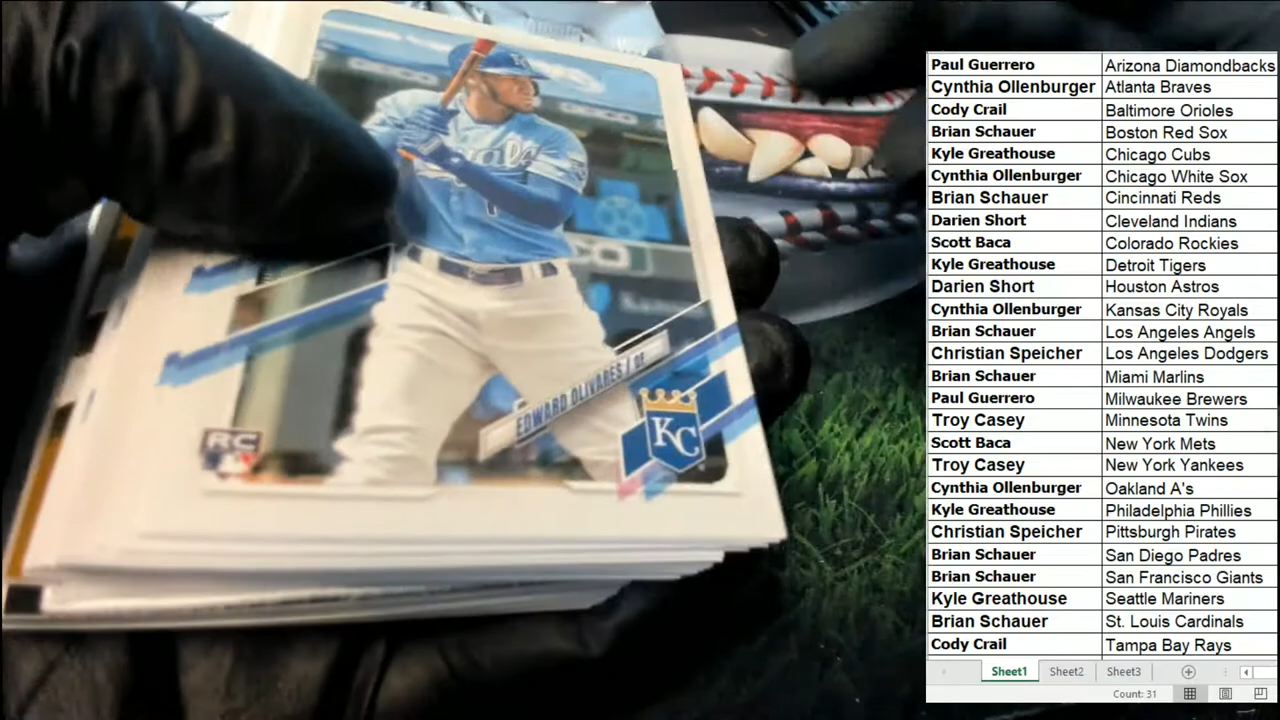 GEICO
Royals
EDWARD OLIVARES / OF
KC
RC
Paul Guerrero Arizona Diamondbacks
Cynthia Ollenburger Atlanta Braves
Cody Crail Baltimore Orioles
Brian Schauer Boston Red Sox
Kyle Greathouse Chicago Cubs
Cynthia Ollenburger Chicago White Sox
Brian Schauer Cincinnati Reds
Darien Short Cleveland Indians
Scott Baca Colorado Rockies
Kyle Greathouse Detroit Tigers
Darien Short Houston Astros
Cynthia Ollenburger Kansas City Royals
Brian Schauer Los Angeles Angels
Christian Speicher Los Angeles Dodgers
Brian Schauer Miami Marlins
Paul Guerrero Milwaukee Brewers
Troy Casey Minnesota Twins
Scott Baca New York Mets
Troy Casey New York Yankees
Cynthia Ollenburger Oakland A's
Kyle Greathouse Philadelphia Phillies
Christian Speicher Pittsburgh Pirates
Brian Schauer San Diego Padres
Brian Schauer San Francisco Giants
Kyle Greathouse Seattle Mariners
Brian Schauer St. Louis Cardinals
Cody Crail Tampa Bay Rays
Sheet1 Sheet2 Sheet3
Count: 31